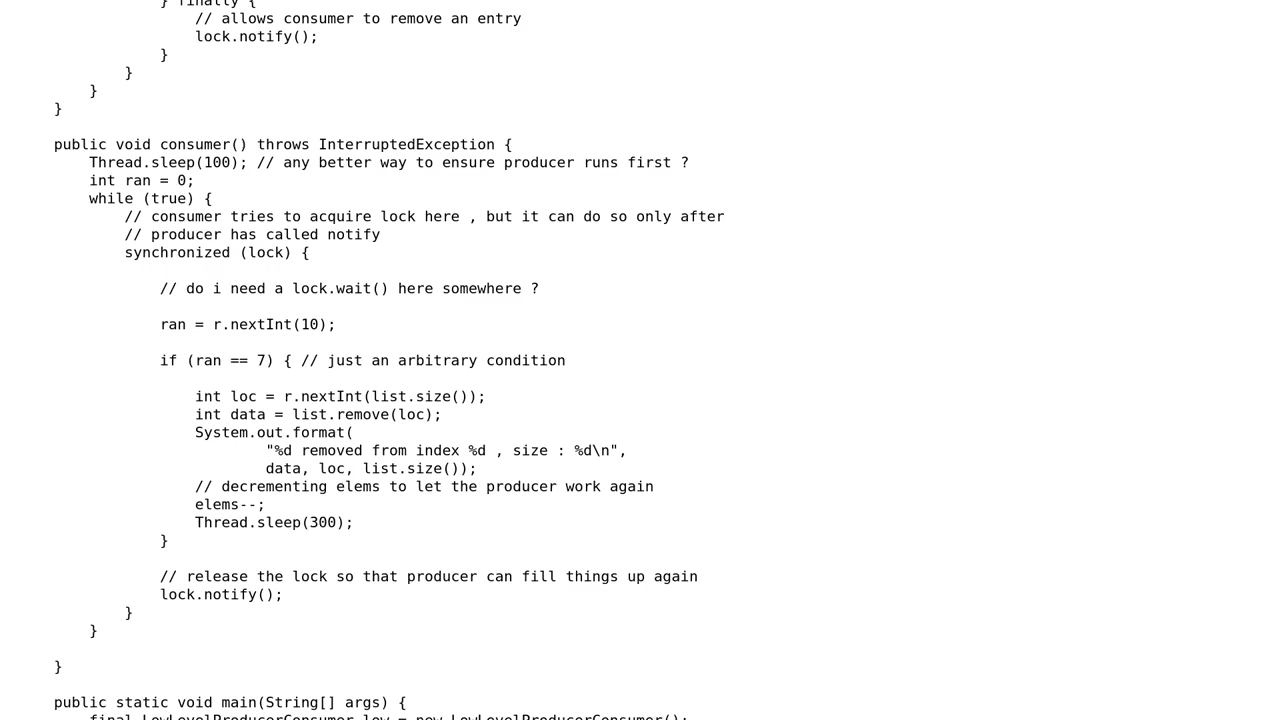 } finally {
// allows consumer to remove an entry
lock.notify();
}
}
}
}
public void consumer() throws InterruptedException {
Thread.sleep(100); // any better way to ensure producer runs first ?
int ran = 0;
while (true) {
// consumer tries to acquire lock here , but it can do so only after
// producer has called notify
synchronized (lock) {
// do i need a lock.wait() here somewhere ?
ran = r.nextInt(10);
if (ran == 7) { // just an arbitrary condition
int loc = r.nextInt(list.size());
int data = list.remove(loc);
System.out.format(
"%d removed from index %d , size : %d\n",
data, loc, list.size());
// decrementing elems to let the producer work again
elems--;
Thread.sleep(300);
}
// release the lock so that producer can fill things up again
lock.notify();
}
}
}
public static void main(String[] args) {
final LowLevelProducerConsumer low = new LowLevelProducerConsumer();